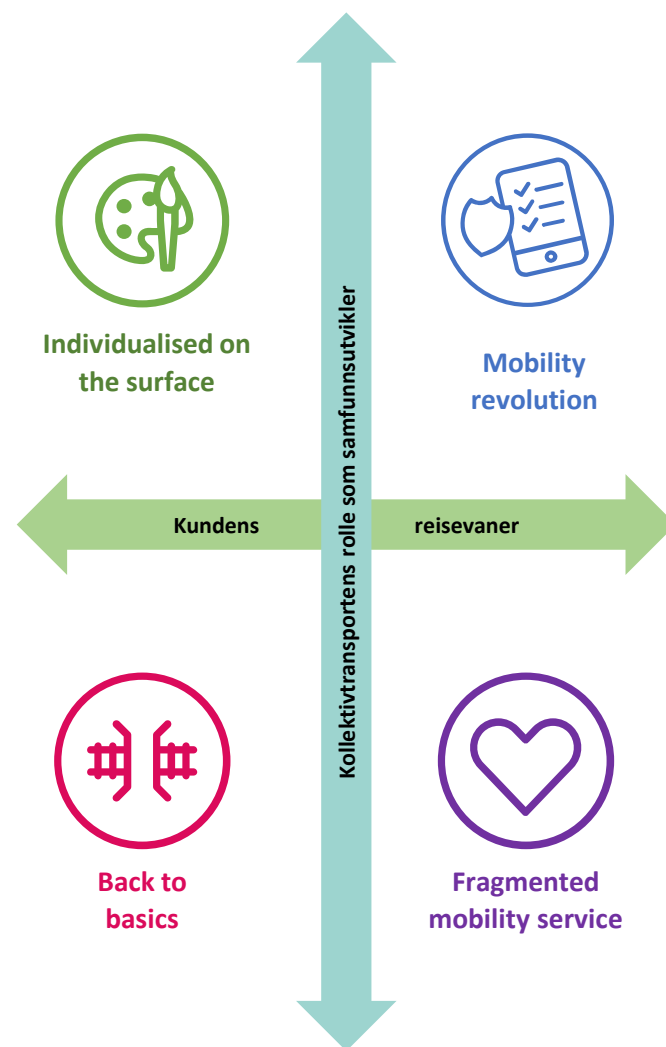 Individualised on
the surface
Mobility
revolution
Kollektivtransportens rolle som samfunnsutvikler
Kundens reisevaner
Back to
basics
Fragmented
mobility service